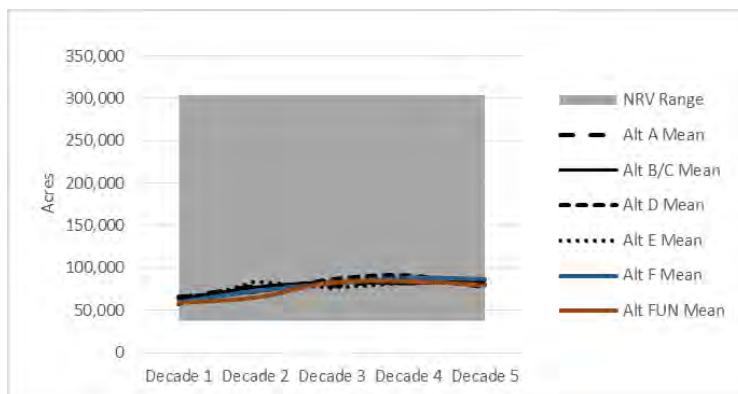 350,000
300,000
250,000
200,000
150,000
100,000
50,000
0
Acres
Decade 1 Decade 2 Decade 3 Decade 4 Decade 5
NRV Range
Alt A Mean
Alt B/C Mean
Alt D Mean
Alt E Mean
Alt F Mean
Alt FUN Mean